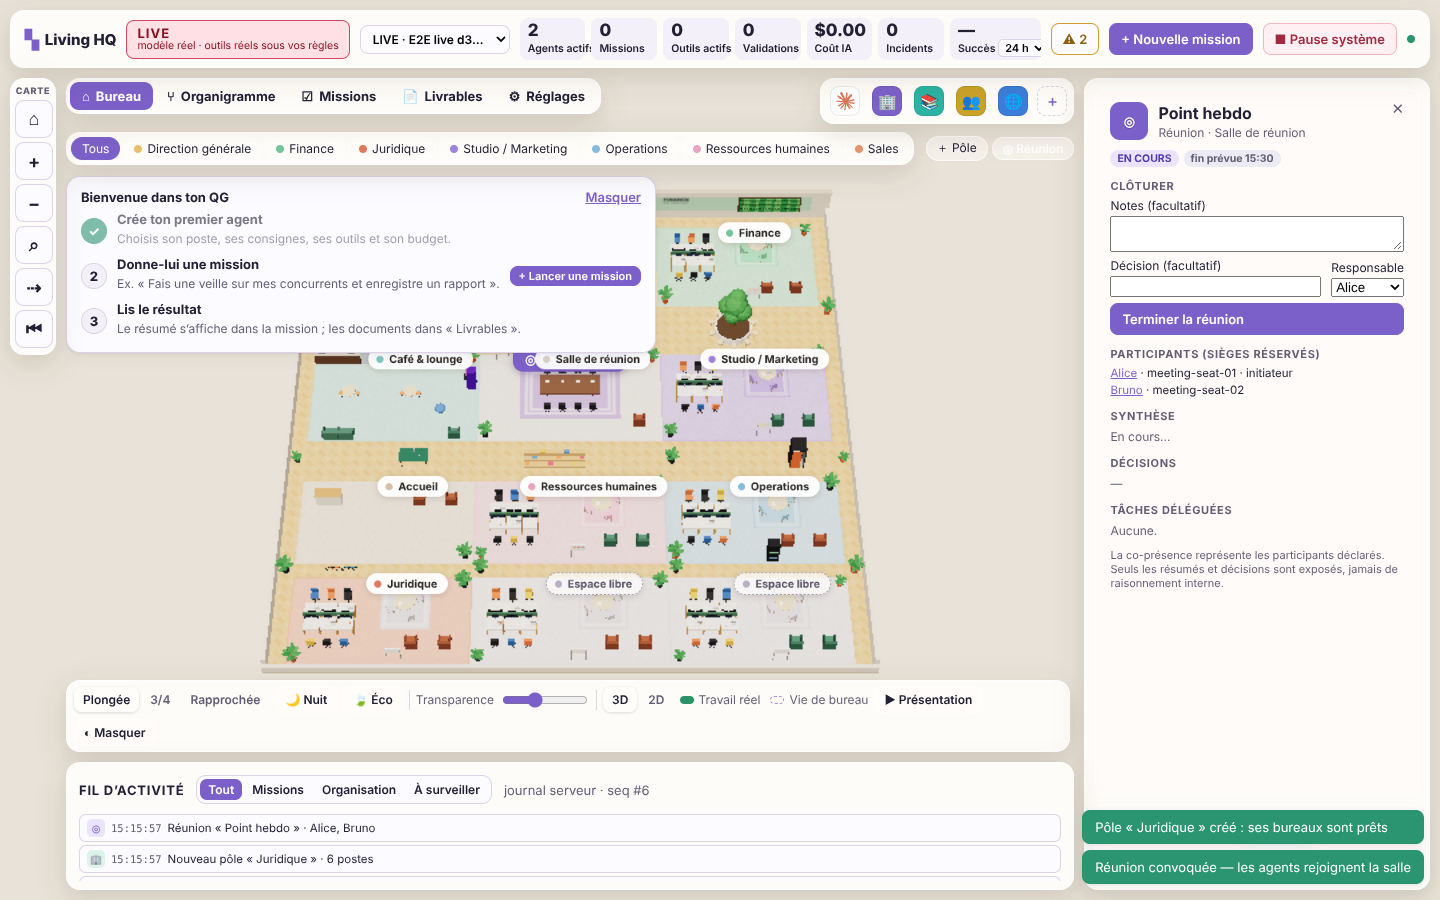 Living HQ
LIVE
modèle réel · outils réels sous vos règles
LIVE · E2E live d3...
2
Agents actifs
0
Missions
0
Outils actifs
0
Validations
$0.00
Coût IA
0
Incidents
—
Succès 24 h
⚠ 2
+ Nouvelle mission
■ Pause système
CARTE
Bureau
Organigramme
Missions
Livrables
Réglages
Tous
Direction générale
Finance
Juridique
Studio / Marketing
Operations
Ressources humaines
Sales
+ Pôle
◎ Réunion
Bienvenue dans ton QG
Masquer
Crée ton premier agent
Choisis son poste, ses consignes, ses outils et son budget.
2
Donne-lui une mission
Ex. « Fais une veille sur mes concurrents et enregistre un rapport ».
+ Lancer une mission
3
Lis le résultat
Le résumé s’affiche dans la mission ; les documents dans « Livrables ».
FINANCE
Finance
Café & lounge
Salle de réunion
Studio / Marketing
Accueil
Ressources humaines
Operations
Juridique
Espace libre
Espace libre
Plongée
3/4
Rapprochée
Nuit
Éco
Transparence
3D
2D
Travail réel
Vie de bureau
▶ Présentation
Masquer
FIL D’ACTIVITÉ
Tout
Missions
Organisation
À surveiller
journal serveur · seq #6
15:15:57 Réunion « Point hebdo » · Alice, Bruno
15:15:57 Nouveau pôle « Juridique » · 6 postes
Point hebdo
Réunion · Salle de réunion
EN COURS
fin prévue 15:30
CLÔTURER
Notes (facultatif)
Décision (facultatif)
Responsable
Alice
Terminer la réunion
PARTICIPANTS (SIÈGES RÉSERVÉS)
Alice · meeting-seat-01 · initiateur
Bruno · meeting-seat-02
SYNTHÈSE
En cours…
DÉCISIONS
—
TÂCHES DÉLÉGUÉES
Aucune.
La co-présence représente les participants déclarés.
Seuls les résumés et décisions sont exposés, jamais de
raisonnement interne.
Pôle « Juridique » créé : ses bureaux sont prêts
Réunion convoquée — les agents rejoignent la salle